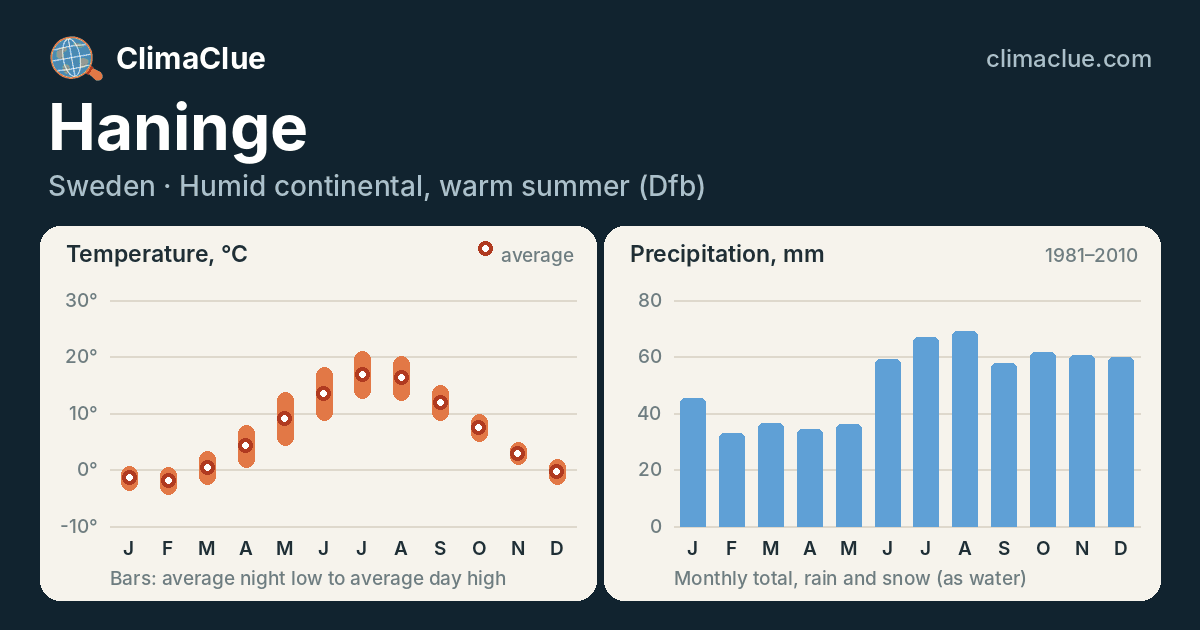 ClimaClue
climaclue.com
Haninge
Sweden · Humid continental, warm summer (Dfb)
Temperature, °C
average
30°
20°
10°
0°
-10°
J F M A M J J A S O N D
Bars: average night low to average day high
Precipitation, mm
1981–2010
80
60
40
20
0
J F M A M J J A S O N D
Monthly total, rain and snow (as water)